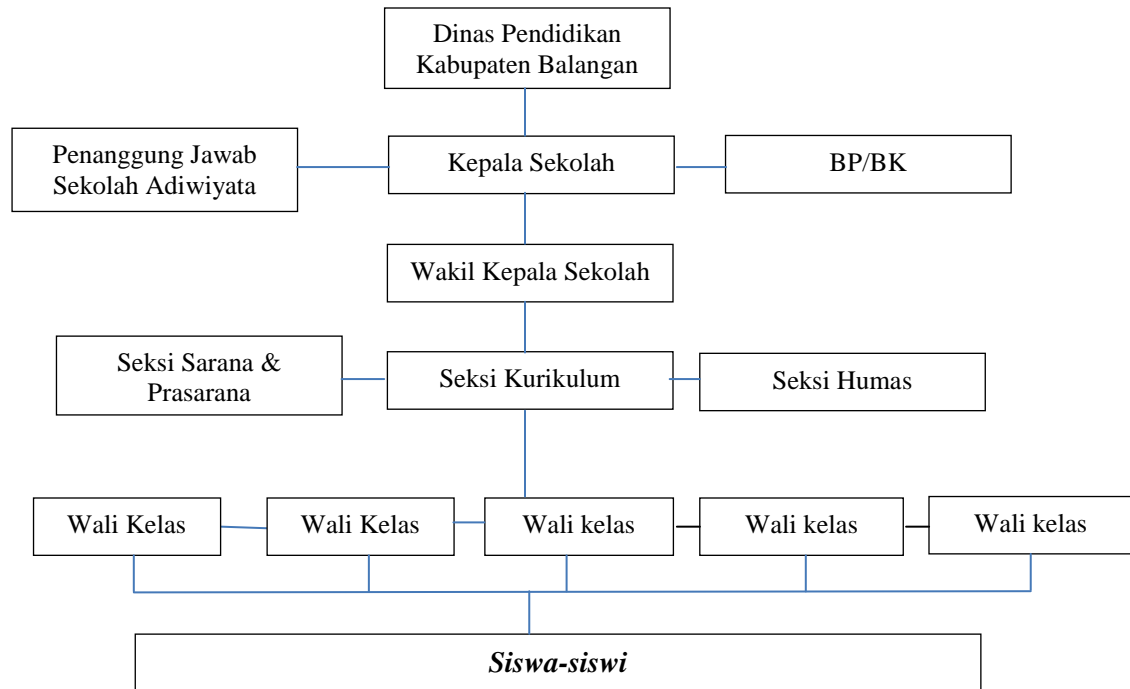 Dinas Pendidikan
Kabupaten Balangan
Penanggung Jawab
Sekolah Adiwiyata
Kepala Sekolah
BP/BK
Wakil Kepala Sekolah
Seksi Sarana &
Prasarana
Seksi Kurikulum
Seksi Humas
Wali Kelas
Wali Kelas
Wali kelas
Wali kelas
Wali kelas
Siswa-siswi